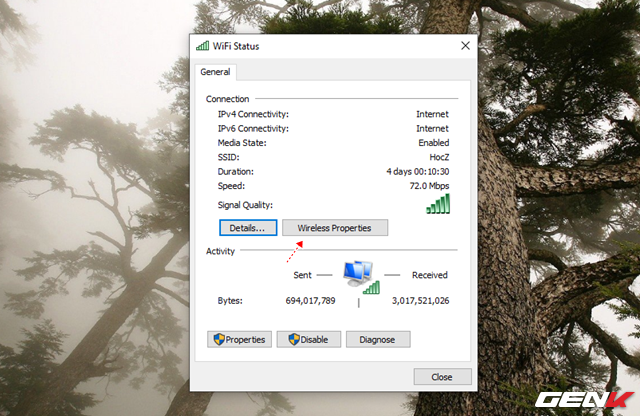 WiFi Status
General
Connection
IPv4 Connectivity: Internet
IPv6 Connectivity: Internet
Media State: Enabled
SSID: HocZ
Duration: 4 days 00:10:30
Speed: 72.0 Mbps
Signal Quality:
Details... Wireless Properties
Activity
Sent Received
Bytes: 694,017,789 3,017,521,026
Properties Disable Diagnose
Close
GENK